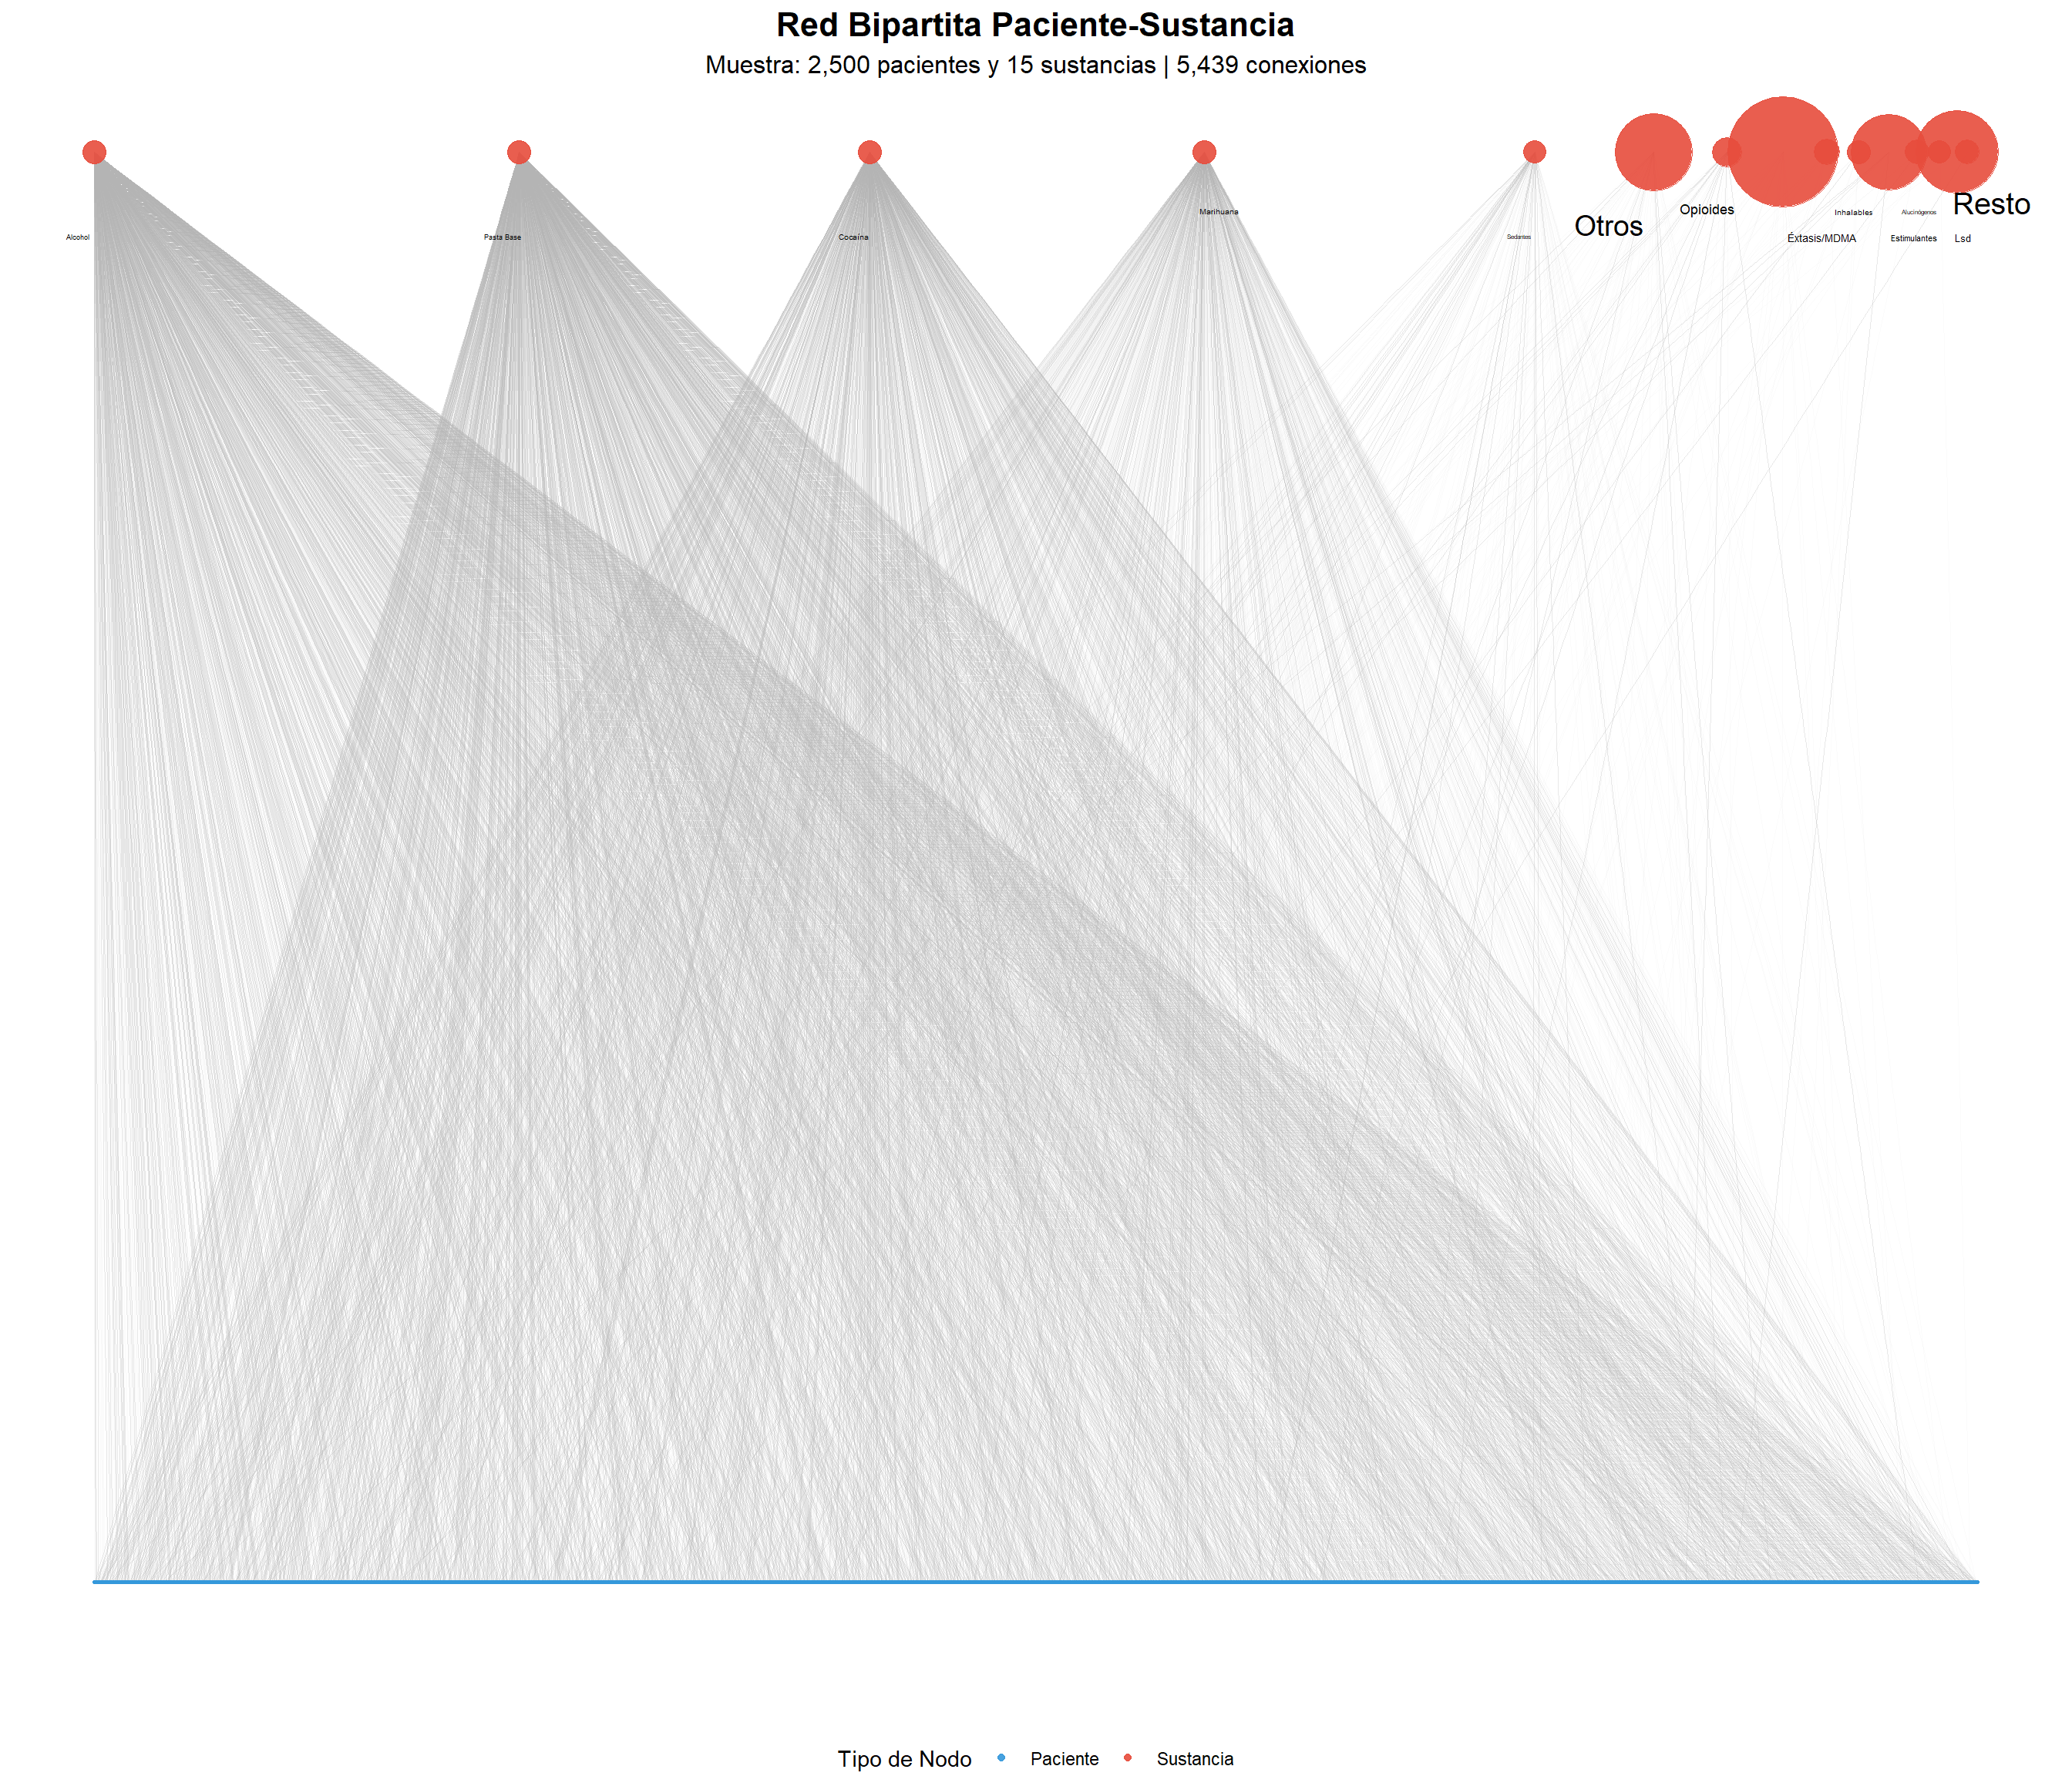 Red Bipartita Paciente-Sustancia
Muestra: 2,500 pacientes y 15 sustancias | 5,439 conexiones
Alcohol
Pasta Base
Cocaína
Marihuana
Sedantes
Otros
Opioides
Éxtasis/MDMA
Inhalables
Estimulantes
Alucinógenos
Lsd
Resto
Tipo de Nodo
Paciente
Sustancia